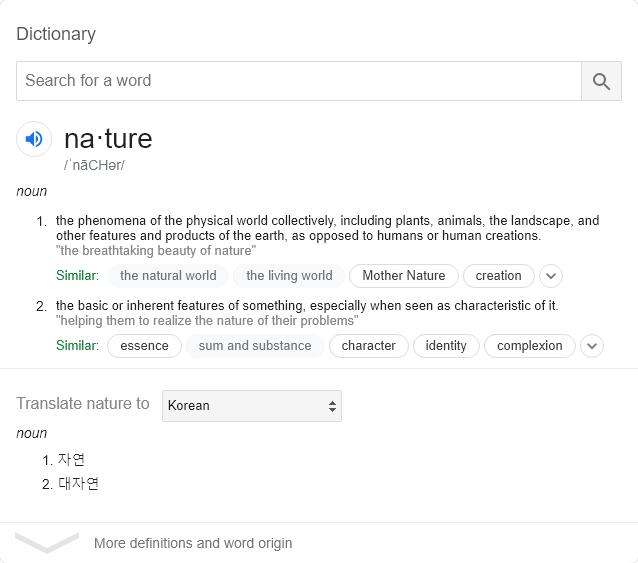 Dictionary
Search for a word
na·ture
/ˈnāCHər/
noun
1. the phenomena of the physical world collectively, including plants, animals, the landscape, and
other features and products of the earth, as opposed to humans or human creations.
"the breathtaking beauty of nature"
Similar: the natural world the living world Mother Nature creation
2. the basic or inherent features of something, especially when seen as characteristic of it.
"helping them to realize the nature of their problems"
Similar: essence sum and substance character identity complexion
Translate nature to Korean
noun
1. 자연
2. 대자연
More definitions and word origin